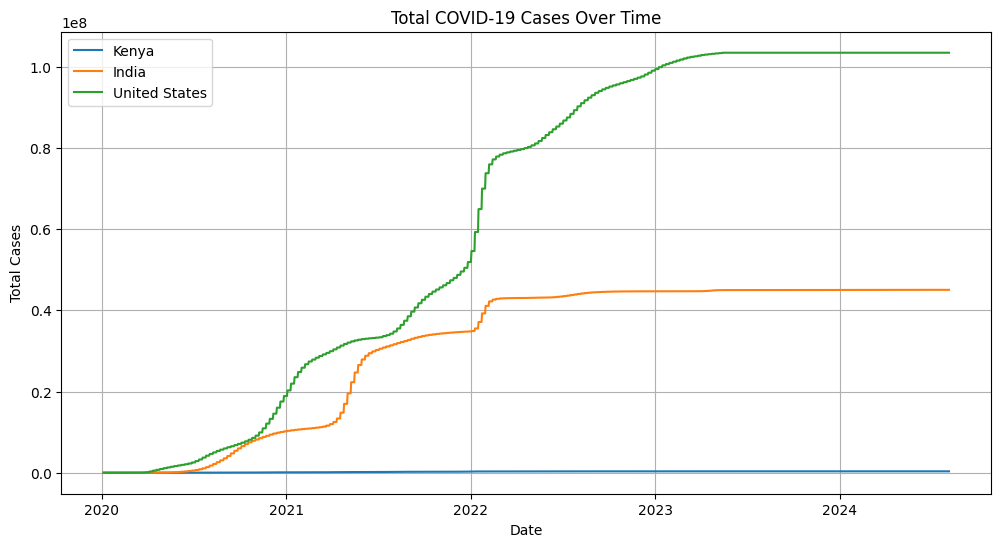 Total COVID-19 Cases Over Time
1e8
Kenya
India
United States
1.0
0.8
0.6
0.4
0.2
0.0
Total Cases
2020 2021 2022 2023 2024
Date